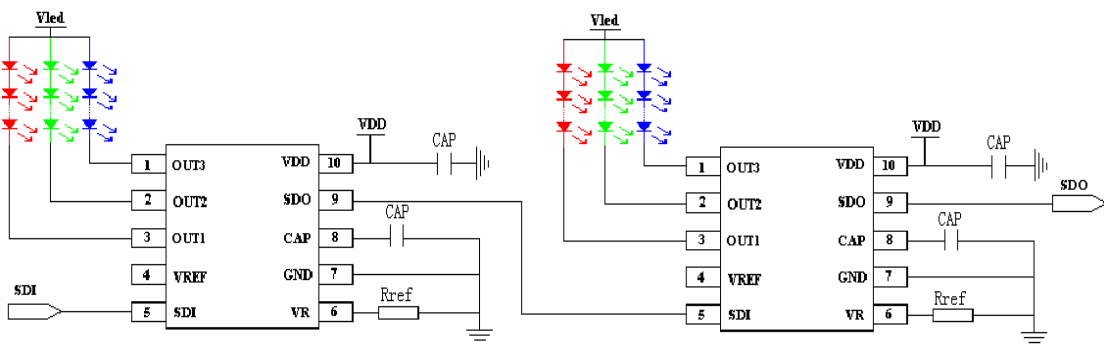 Vled
Vled
VDD
CAP
VDD
CAP
1 OUT3 VDD 10
2 OUT2 SDO 9
3 OUT1 CAP 8
CAP
4 VREF GND 7
SDI
5 SDI VR 6
Rref
1 OUT3 VDD 10
2 OUT2 SDO 9
SDO
3 OUT1 CAP 8
CAP
4 VREF GND 7
5 SDI VR 6
Rref